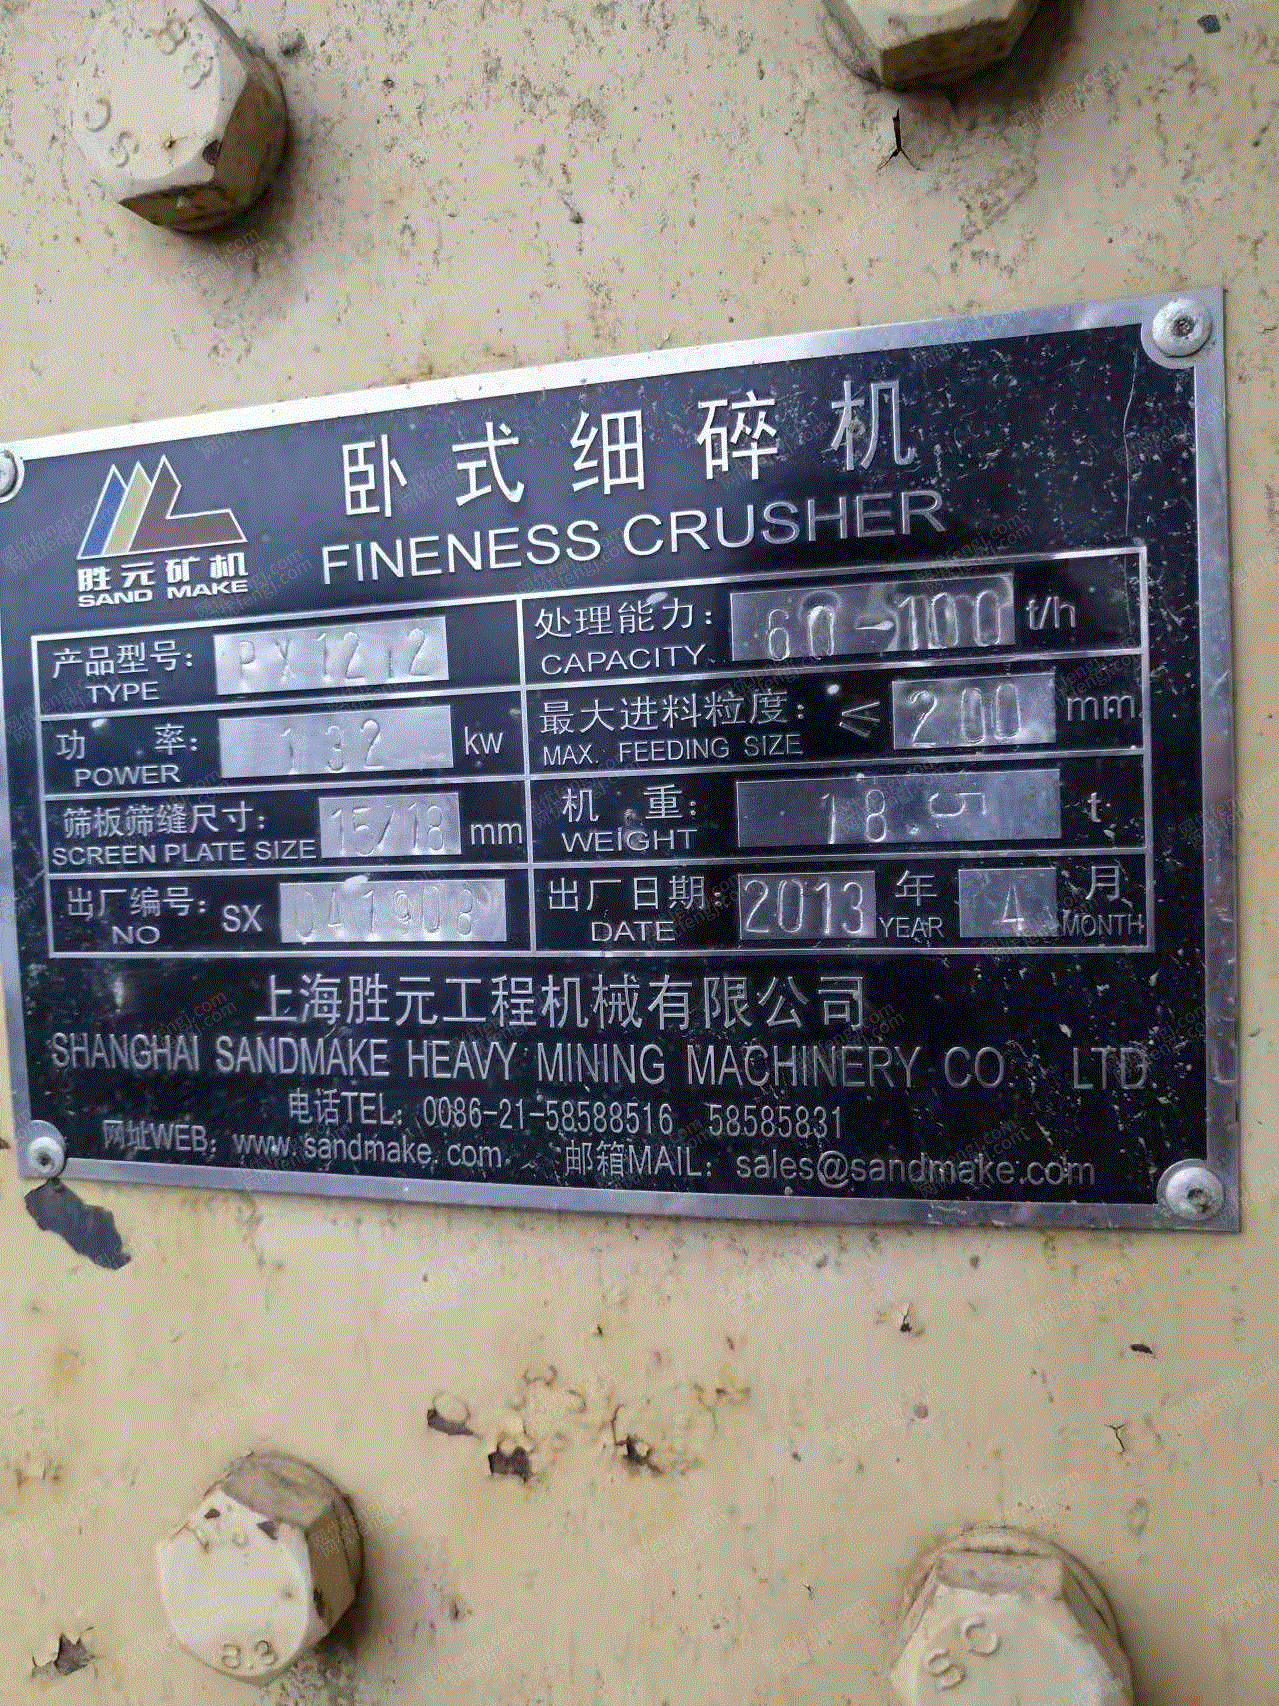 卧式细碎机
FINENESS CRUSHER
胜元矿机
SAND MAKE
产品型号: PX1212
TYPE
处理能力: 60-100 t/h
CAPACITY
功 率: 132 kw
POWER
最大进料粒度: ≤ 200 mm
MAX. FEEDING SIZE
筛板筛缝尺寸: 15/18 mm
SCREEN PLATE SIZE
机 重: 18.5 t
WEIGHT
出厂编号: SX 041908
NO
出厂日期: 2013 年 4 月
DATE YEAR MONTH
上海胜元工程机械有限公司
SHANGHAI SANDMAKE HEAVY MINING MACHINERY CO LTD
电话TEL: 0086-21-58588516 58585831
网址WEB: www.sandmake.com 邮箱MAIL: sales@sandmake.com
8.3
SC